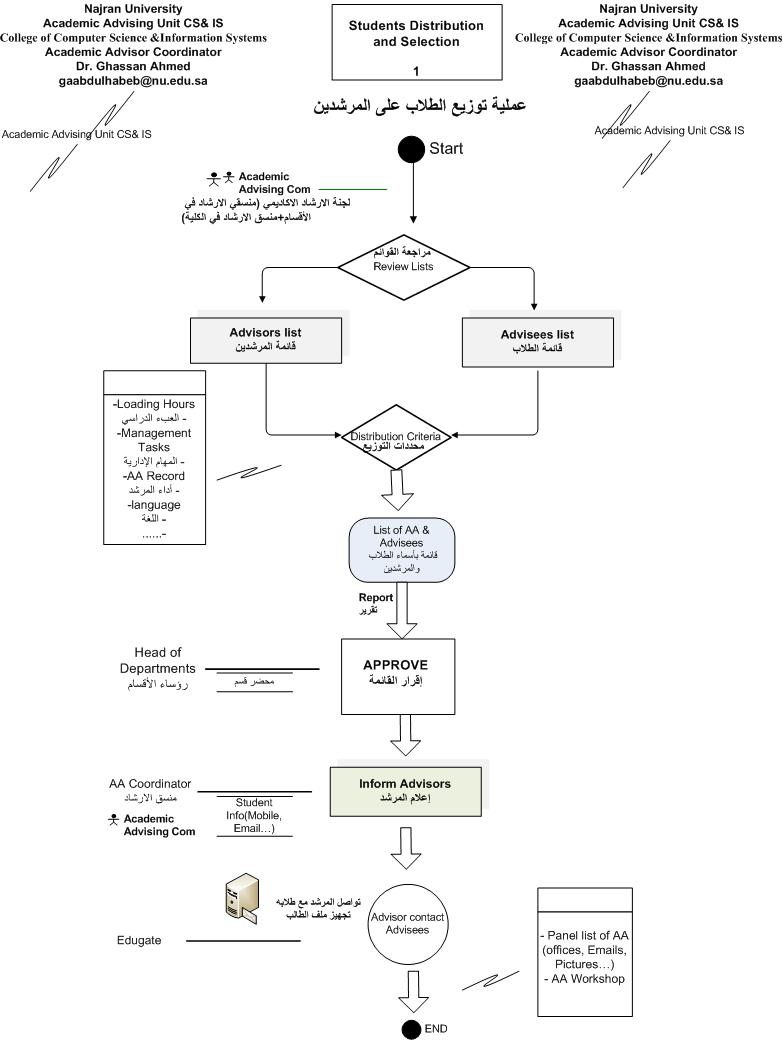 Najran University
Academic Advising Unit CS& IS
College of Computer Science &Information Systems
Academic Advisor Coordinator
Dr. Ghassan Ahmed
gaabdulhabeb@nu.edu.sa
Academic Advising Unit CS& IS
Students Distribution
and Selection
1
Najran University
Academic Advising Unit CS& IS
College of Computer Science &Information Systems
Academic Advisor Coordinator
Dr. Ghassan Ahmed
gaabdulhabeb@nu.edu.sa
Academic Advising Unit CS& IS
عملية توزيع الطلاب على المرشدين
Start
Academic
Advising Com
لجنة الارشاد الاكاديمي (منسقي الارشاد في
الأقسام+منسق الارشاد في الكلية)
مراجعة القوائم
Review Lists
Advisors list
قائمة المرشدين
Advisees list
قائمة الطلاب
-Loading Hours
- العبء الدراسي
-Management
Tasks
- المهام الإدارية
-AA Record
- أداء المرشد
-language
- اللغة
-......
Distribution Criteria
محددات التوزيع
List of AA &
Advisees
قائمة بأسماء الطلاب
والمرشدين
Report
تقرير
Head of
Departments
رؤساء الأقسام
محضر قسم
APPROVE
إقرار القائمة
AA Coordinator
منسق الارشاد
Academic
Advising Com
Student
Info(Mobile,
Email...)
Inform Advisors
إعلام المرشد
تواصل المرشد مع طلابه
تجهيز ملف الطالب
Edugate
Advisor contact
Advisees
- Panel list of AA
(offices, Emails,
Pictures...)
- AA Workshop
END